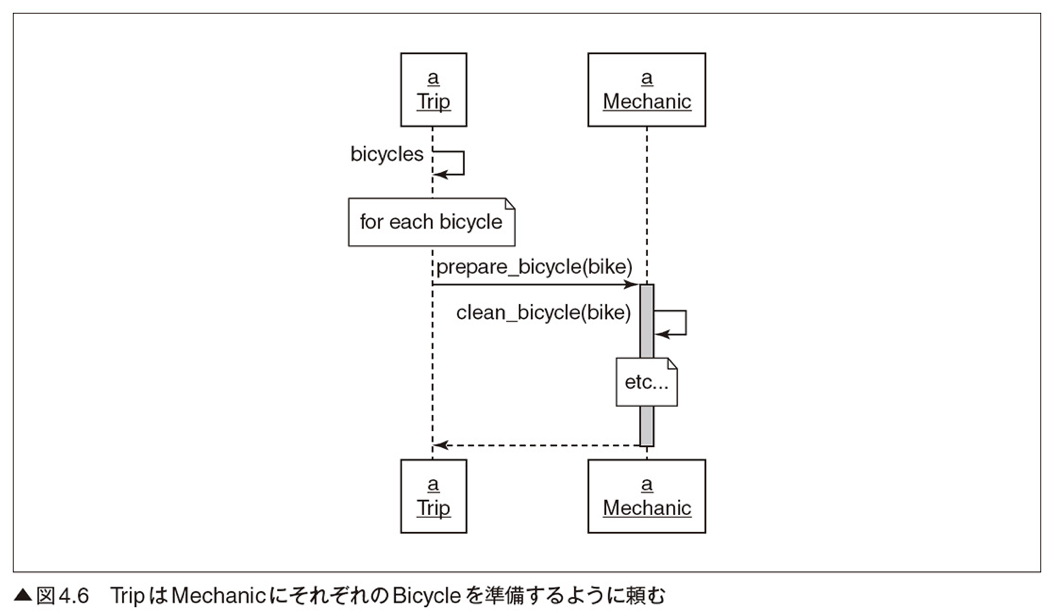 a
Trip
a
Mechanic
bicycles
for each bicycle
prepare_bicycle(bike)
clean_bicycle(bike)
etc...
a
Trip
a
Mechanic
▲図4.6 TripはMechanicにそれぞれのBicycleを準備するように頼む